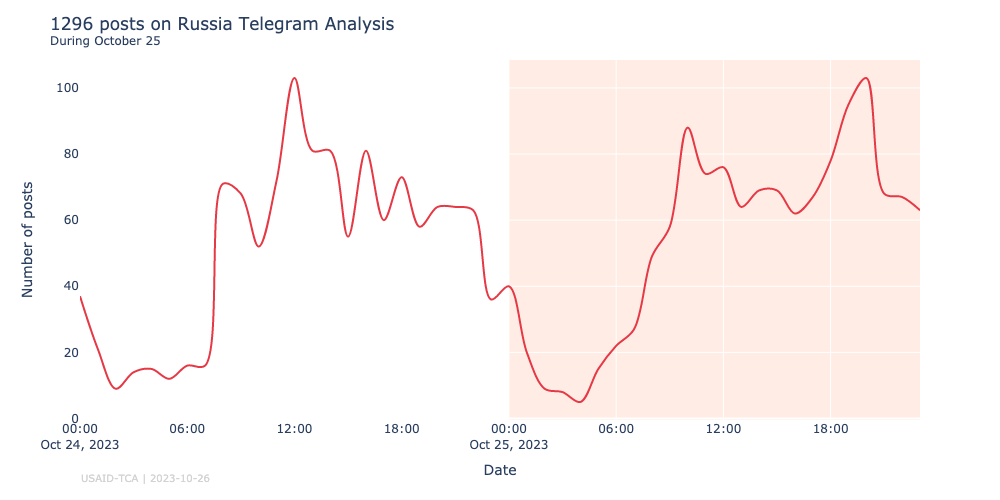 1296 posts on Russia Telegram Analysis
During October 25
Number of posts
100
80
60
40
20
0
00:00 06:00 12:00 18:00 00:00 06:00 12:00 18:00
Oct 24, 2023 Oct 25, 2023
Date
USAID-TCA | 2023-10-26